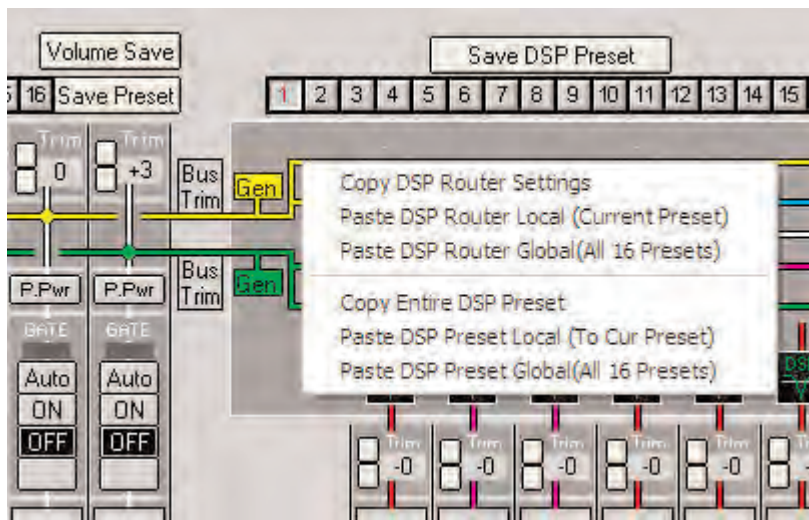 Volume Save
Save DSP Preset
16 Save Preset
1 2 3 4 5 6 7 8 9 10 11 12 13 14 15
Trim Trim
0 +3
Bus Trim
Gen
Bus Trim
Gen
Copy DSP Router Settings
Paste DSP Router Local (Current Preset)
Paste DSP Router Global(All 16 Presets)
Copy Entire DSP Preset
Paste DSP Preset Local (To Cur Preset)
Paste DSP Preset Global(All 16 Presets)
P.Pwr P.Pwr
GATE GATE
Auto Auto
ON ON
OFF OFF
Trim Trim Trim Trim Trim
-0 -0 -0 -0 -0